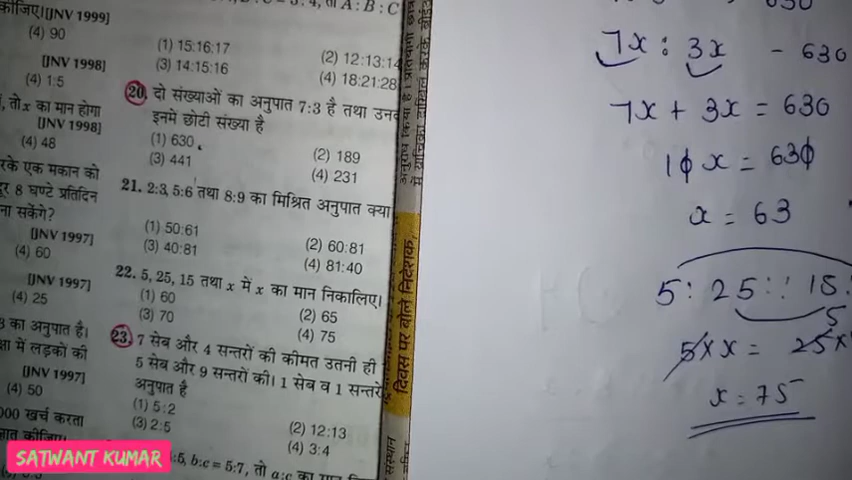 कीजिए।[JNV 1999]
(4) 90
[JNV 1998]
(4) 1:5
तो x का मान होगा
[JNV 1998]
(4) 48
रके एक मकान को
8 घण्टे प्रतिदिन
ना सकेंगे?
[JNV 1997]
(4) 60
[JNV 1997]
(4) 25
का अनुपात है।
में लड़कों की
[JNV 1997]
(4) 50
000 खर्च करता
कीजिए।
A : B : C
(1) 15:16:17
(2) 12:13:14
(3) 14:15:16
(4) 18:21:28
20. दो संख्याओं का अनुपात 7:3 है तथा उनक
इनमें छोटी संख्या है
(1) 630
(2) 189
(3) 441
(4) 231
21. 2:3, 5:6 तथा 8:9 का मिश्रित अनुपात क्या
(1) 50:61
(2) 60:81
(3) 40:81
(4) 81:40
22. 5, 25, 15 तथा x में x का मान निकालिए।
(1) 60
(2) 65
(3) 70
(4) 75
23. 7 सेब और 4 सन्तरों की कीमत उतनी ही
5 सेब और 9 सन्तरों की। 1 सेब व 1 सन्तरे
अनुपात है
(1) 5:2
(2) 12:13
(3) 2:5
(4) 3:4
:5, b:c = 5:7, तो a:c का
दिवस पर बोले निदेशक,
संस्थान
630
7x : 3x - 630
7x + 3x = 630
10x = 630
x = 63
5 : 25 :: 15 :
5
5 x x = 25 x
x = 75
SATWANT KUMAR